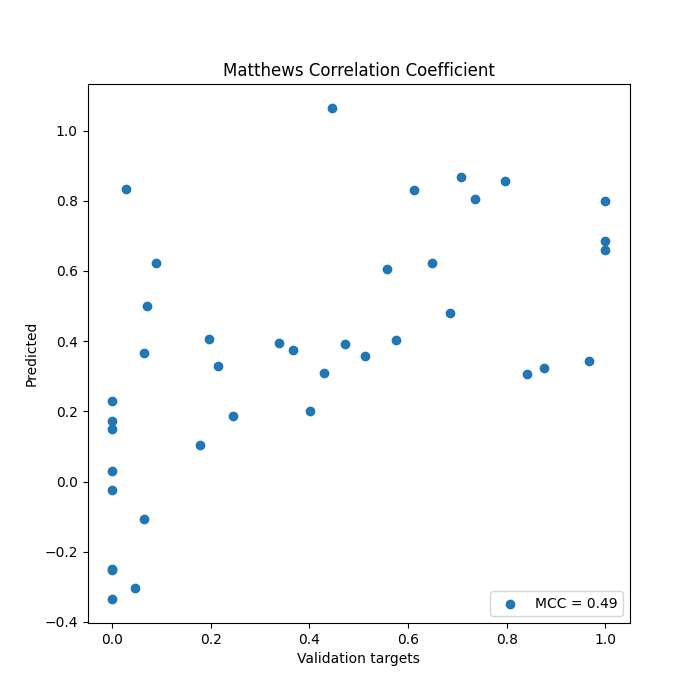 Matthews Correlation Coefficient
Predicted
1.0
0.8
0.6
0.4
0.2
0.0
−0.2
−0.4
MCC = 0.49
0.0 0.2 0.4 0.6 0.8 1.0
Validation targets